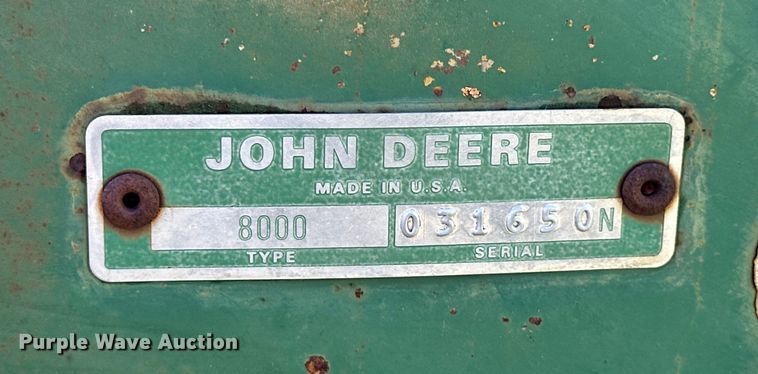 JOHN DEERE
MADE IN U.S.A.
8000 031650N
TYPE SERIAL
Purple Wave Auction